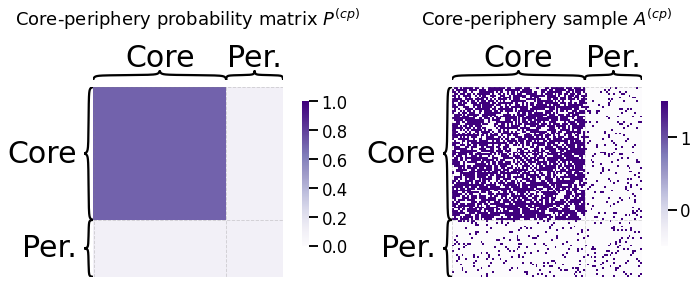 Core-periphery probability matrix P^(cp)
Core Per.
Core
Per.
1.0
0.8
0.6
0.4
0.2
0.0
Core-periphery sample A^(cp)
Core Per.
Core
Per.
1
0